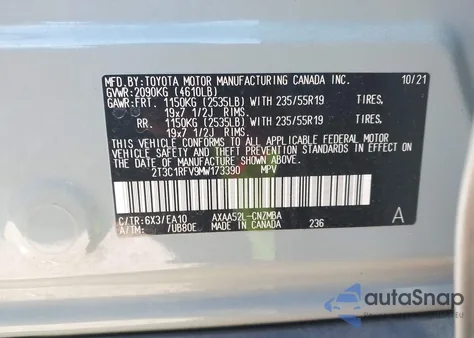 MFD.BY:TOYOTA MOTOR MANUFACTURING CANADA INC. 10/21
GVWR:2090KG (4610LB)
GAWR:FRT. 1150KG (2535LB) WITH 235/55R19 TIRES,
19x7 1/2J RIMS.
RR. 1150KG (2535LB) WITH 235/55R19 TIRES,
19x7 1/2J RIMS.
THIS VEHICLE CONFORMS TO ALL APPLICABLE FEDERAL MOTOR
VEHICLE SAFETY STANDARDS IN EFFECT ON THE DATE OF
MANUFACTURE SHOWN ABOVE.
2T3C1RFV9MW173390 MPV
C/TR:6X3/EA10 AXAA52L-CNZMBA A
A/TM: /UB80E MADE IN CANADA 236
autoSnap
Powered by CarsFromWest